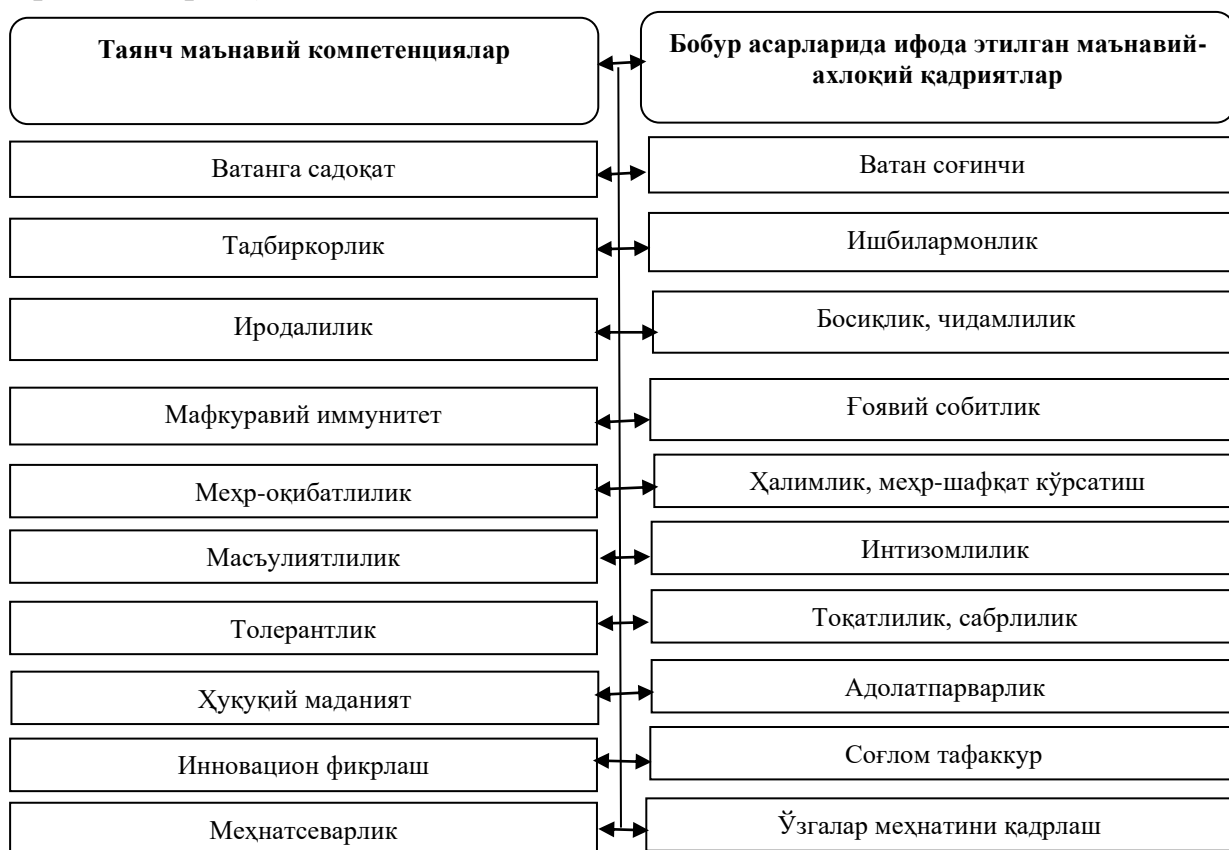 Таянч маънавий компетенциялар
Бобур асарларида ифода этилган маънавий-
ахлоқий қадриятлар
Ватанга садоқат
Ватан соғинчи
Тадбиркорлик
Ишбилармонлик
Иродалилик
Босиқлик, чидамлилик
Мафкуравий иммунитет
Ғоявий собитлик
Меҳр-оқибатлилик
Ҳалимлик, меҳр-шафқат кўрсатиш
Масъулиятлилик
Интизомлилик
Толерантлик
Тоқатлилик, сабрлилик
Ҳуқуқий маданият
Адолатпарварлик
Инновацион фикрлаш
Соғлом тафаккур
Меҳнатсеварлик
Ўзгалар меҳнатини қадрлаш